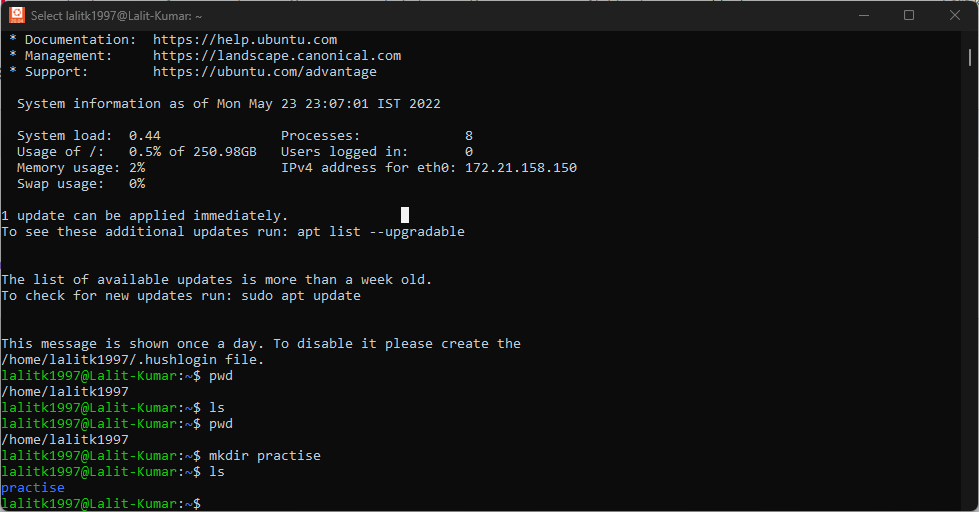 Select lalitk1997@Lalit-Kumar: ~
* Documentation:  https://help.ubuntu.com
* Management:     https://landscape.canonical.com
* Support:        https://ubuntu.com/advantage
System information as of Mon May 23 23:07:01 IST 2022
System load:  0.44               Processes:             8
Usage of /:   0.5% of 250.98GB   Users logged in:       0
Memory usage: 2%                 IPv4 address for eth0: 172.21.158.150
Swap usage:   0%
1 update can be applied immediately.
To see these additional updates run: apt list --upgradable
The list of available updates is more than a week old.
To check for new updates run: sudo apt update
This message is shown once a day. To disable it please create the
/home/lalitk1997/.hushlogin file.
lalitk1997@Lalit-Kumar:~$ pwd
/home/lalitk1997
lalitk1997@Lalit-Kumar:~$ ls
lalitk1997@Lalit-Kumar:~$ pwd
/home/lalitk1997
lalitk1997@Lalit-Kumar:~$ mkdir practise
lalitk1997@Lalit-Kumar:~$ ls
practise
lalitk1997@Lalit-Kumar:~$